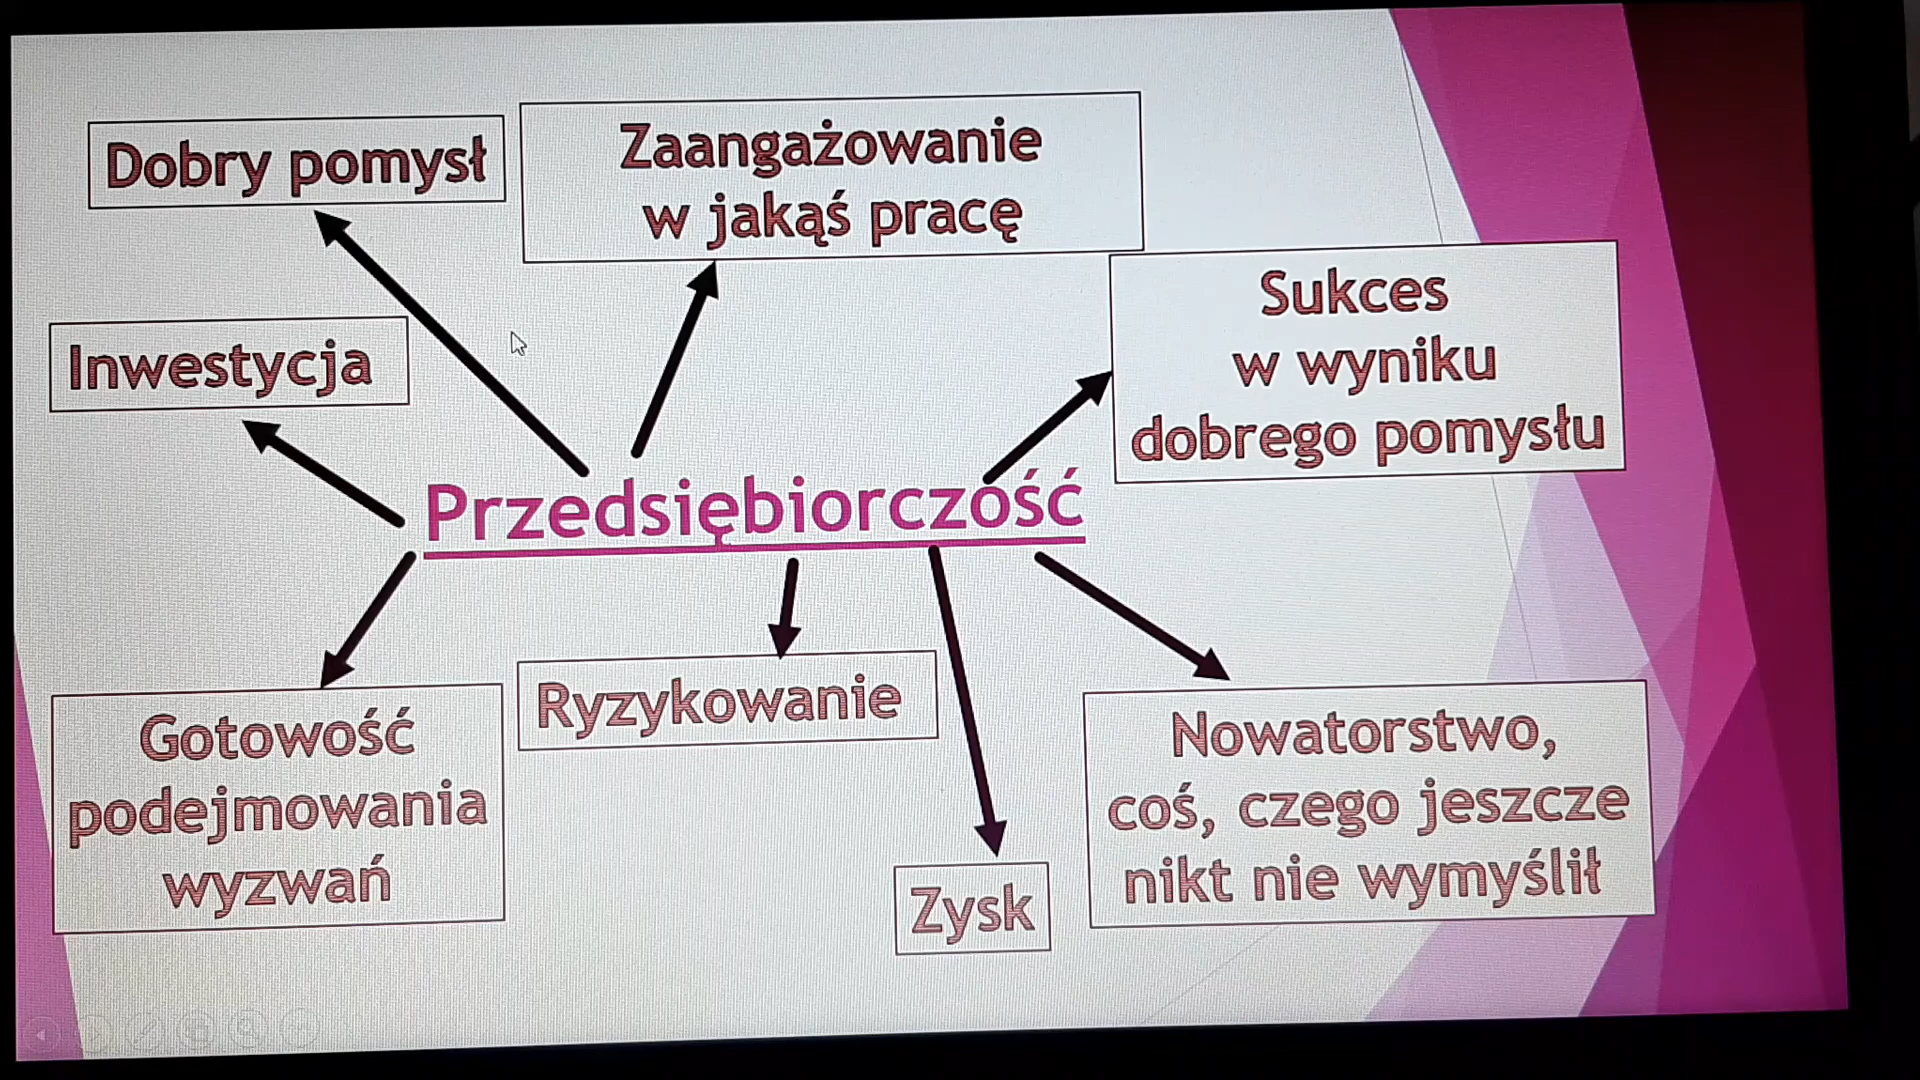 Dobry pomysł
Zaangażowanie
w jakąś pracę
Sukces
w wyniku
dobrego pomysłu
Inwestycja
Przedsiębiorczość
Gotowość
podejmowania
wyzwań
Ryzykowanie
Zysk
Nowatorstwo,
coś, czego jeszcze
nikt nie wymyślił